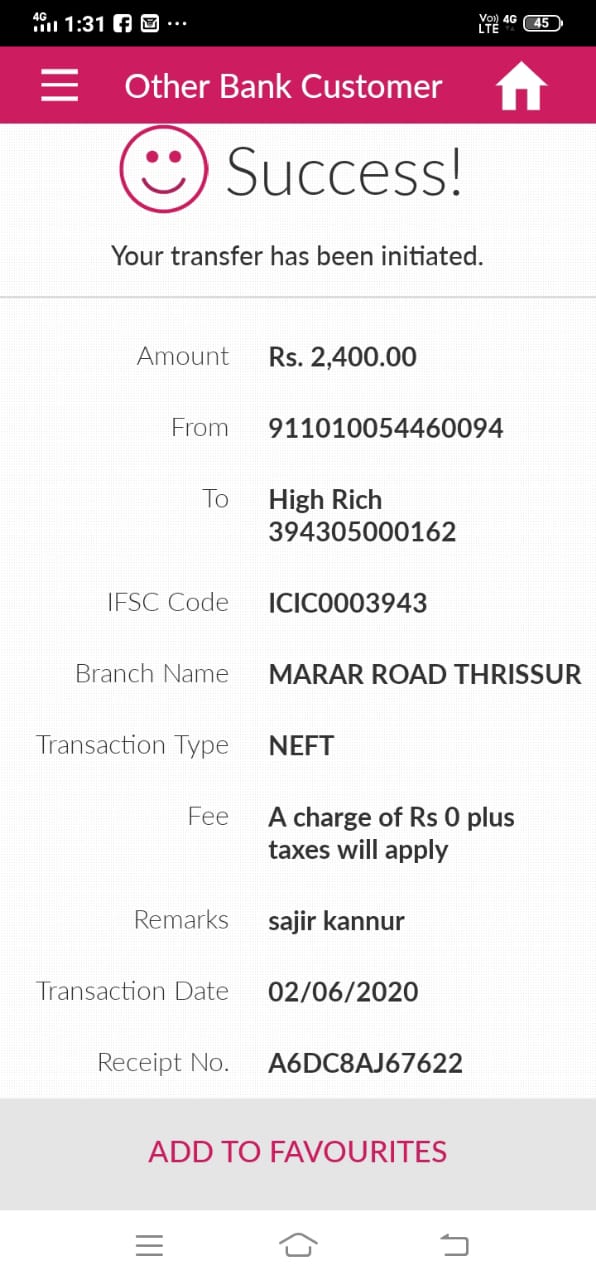 4G 1:31 ... Vo)) 4G LTE 45
Other Bank Customer
Success!
Your transfer has been initiated.
Amount Rs. 2,400.00
From 911010054460094
To High Rich
394305000162
IFSC Code ICIC0003943
Branch Name MARAR ROAD THRISSUR
Transaction Type NEFT
Fee A charge of Rs 0 plus
taxes will apply
Remarks sajir kannur
Transaction Date 02/06/2020
Receipt No. A6DC8AJ67622
ADD TO FAVOURITES